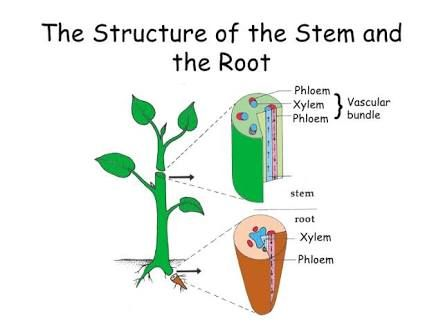 The Structure of the Stem and
the Root
Phloem
Xylem
Phloem
Vascular
bundle
stem
root
Xylem
Phloem